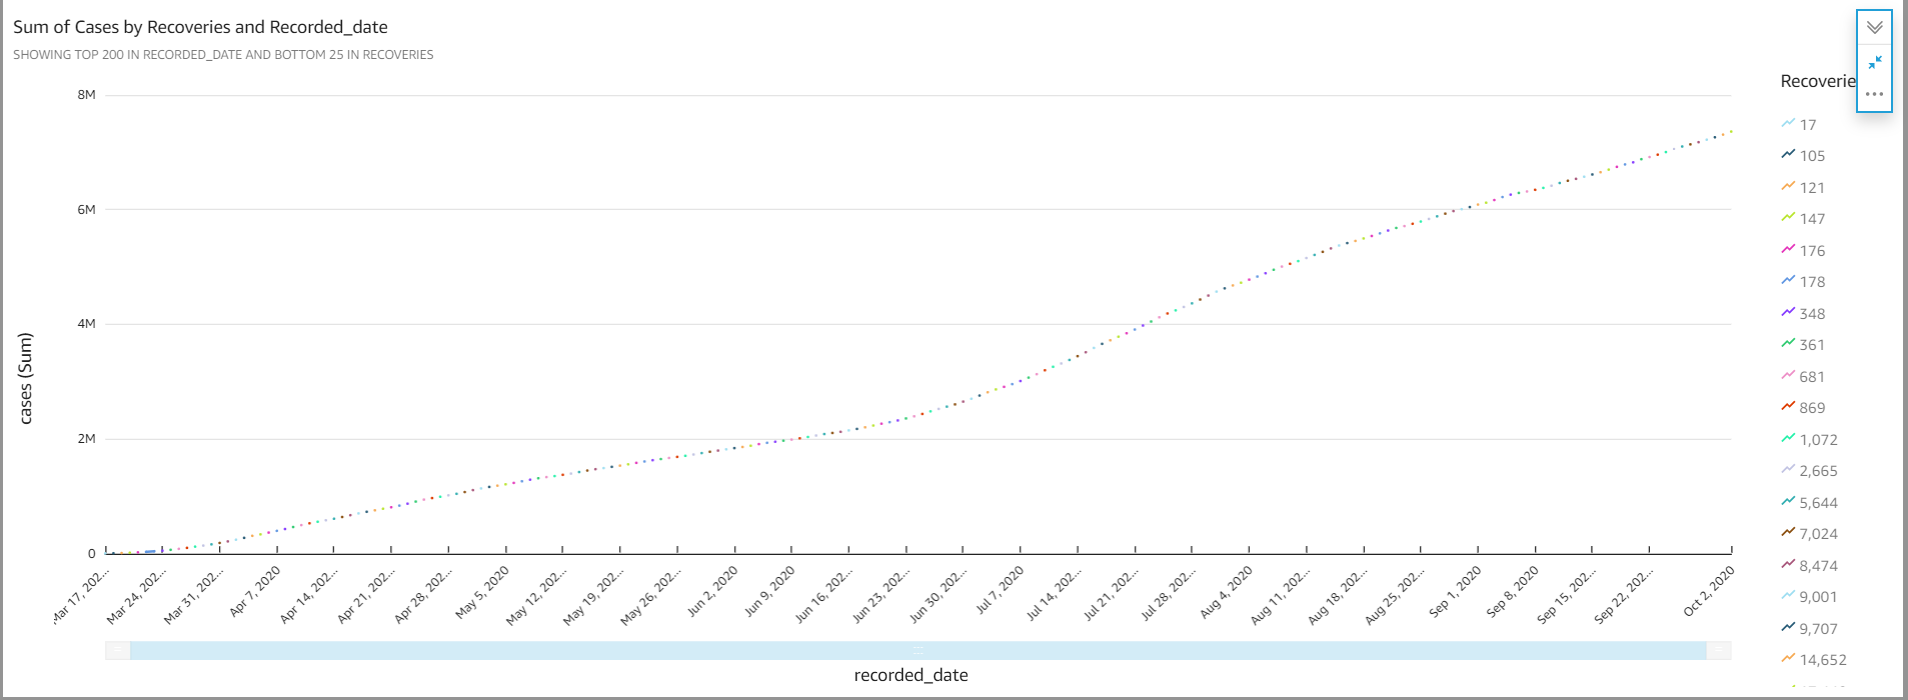 Sum of Cases by Recoveries and Recorded_date
SHOWING TOP 200 IN RECORDED_DATE AND BOTTOM 25 IN RECOVERIES
8M
6M
4M
2M
0
cases (Sum)
Mar 17, 202...
Mar 24, 202...
Mar 31, 202...
Apr 7, 2020
Apr 14, 202...
Apr 21, 202...
Apr 28, 202...
May 5, 2020
May 12, 202...
May 19, 202...
May 26, 202...
Jun 2, 2020
Jun 9, 2020
Jun 16, 202...
Jun 23, 202...
Jun 30, 202...
Jul 7, 2020
Jul 14, 202...
Jul 21, 202...
Jul 28, 202...
Aug 4, 2020
Aug 11, 202...
Aug 18, 202...
Aug 25, 202...
Sep 1, 2020
Sep 8, 2020
Sep 15, 202...
Sep 22, 202...
Oct 2, 2020
recorded_date
Recoverie
17
105
121
147
176
178
348
361
681
869
1,072
2,665
5,644
7,024
8,474
9,001
9,707
14,652